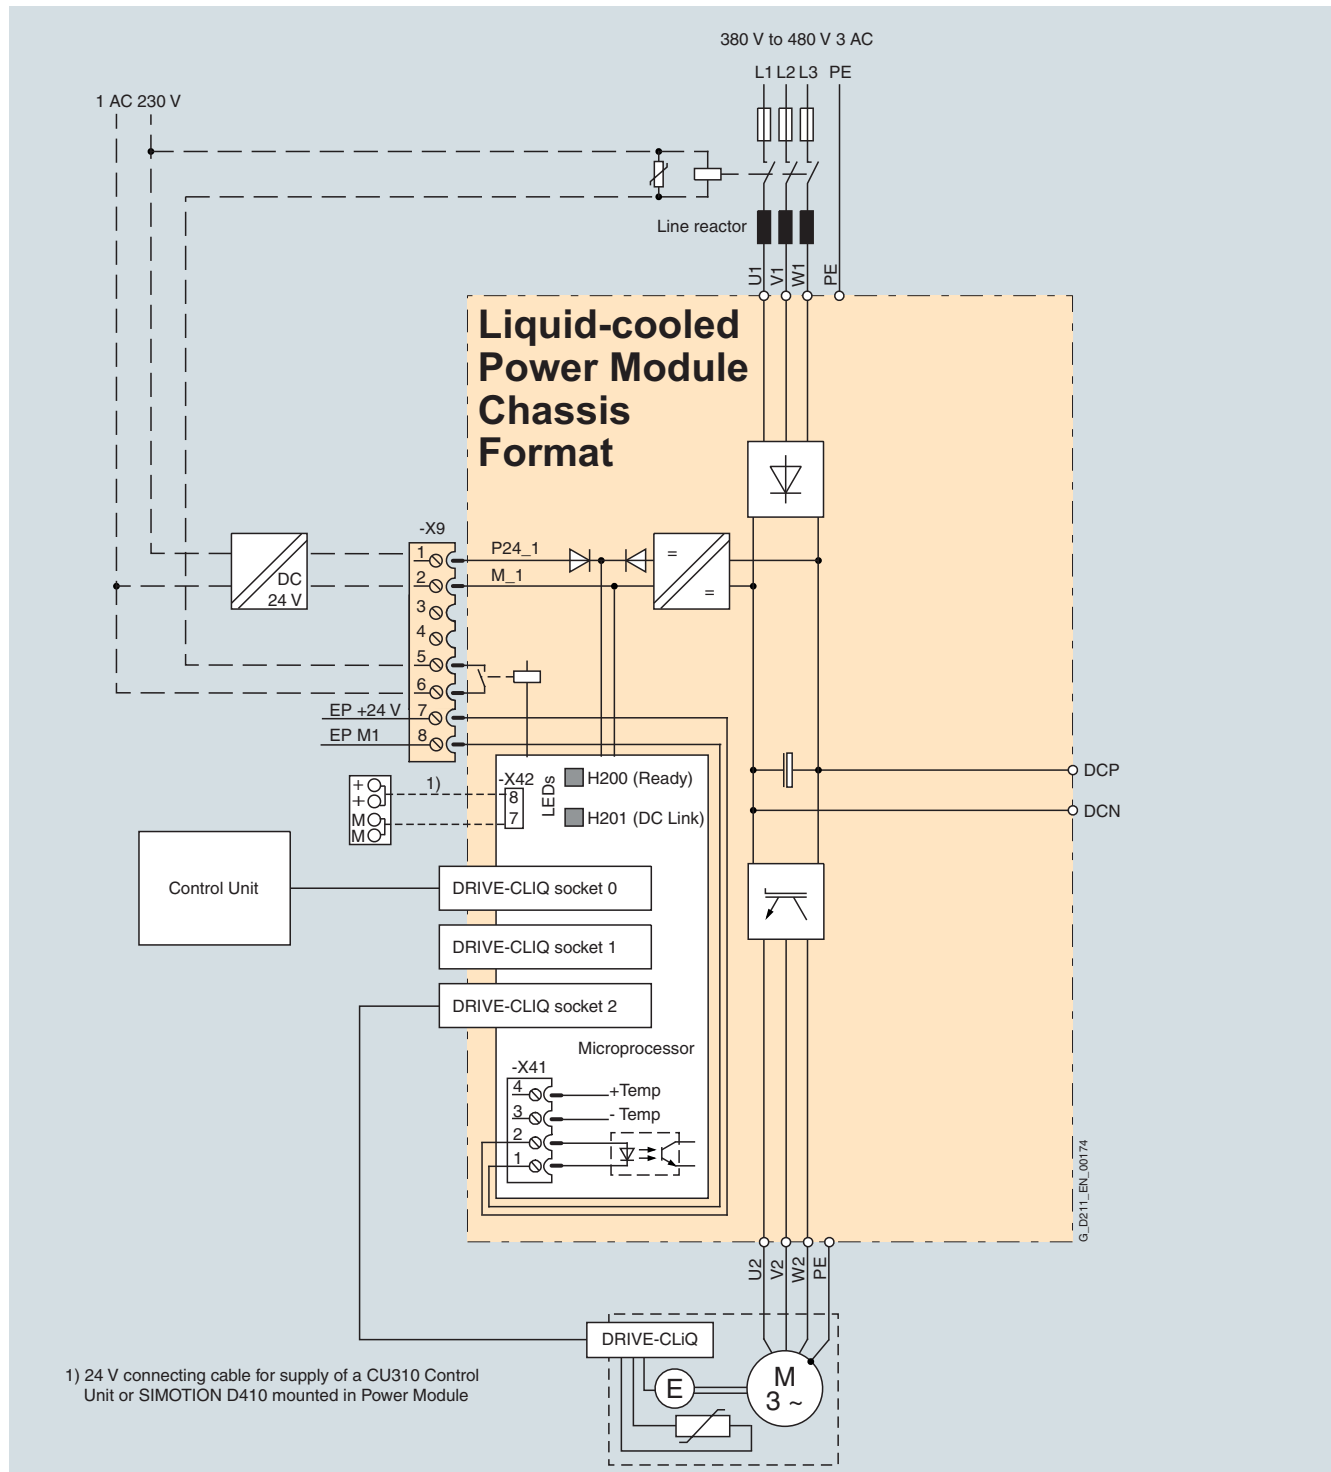 380 V to 480 V 3 AC
L1 L2 L3 PE
1 AC 230 V
Line reactor
U1
V1
W1
PE
Liquid-cooled
Power Module
Chassis
Format
-X9
1
P24_1
=
=
DC
24 V
2
M_1
3
4
5
6
EP +24 V
7
EP M1
8
+
+
M
M
1)
-X42
8
7
LEDs
H200 (Ready)
H201 (DC Link)
DCP
DCN
Control Unit
DRIVE-CLiQ socket 0
DRIVE-CLiQ socket 1
DRIVE-CLiQ socket 2
Microprocessor
-X41
4
+Temp
3
- Temp
2
1
G_D211_EN_00174
U2
V2
W2
PE
DRIVE-CLiQ
E
M
3 ~
1) 24 V connecting cable for supply of a CU310 Control
Unit or SIMOTION D410 mounted in Power Module